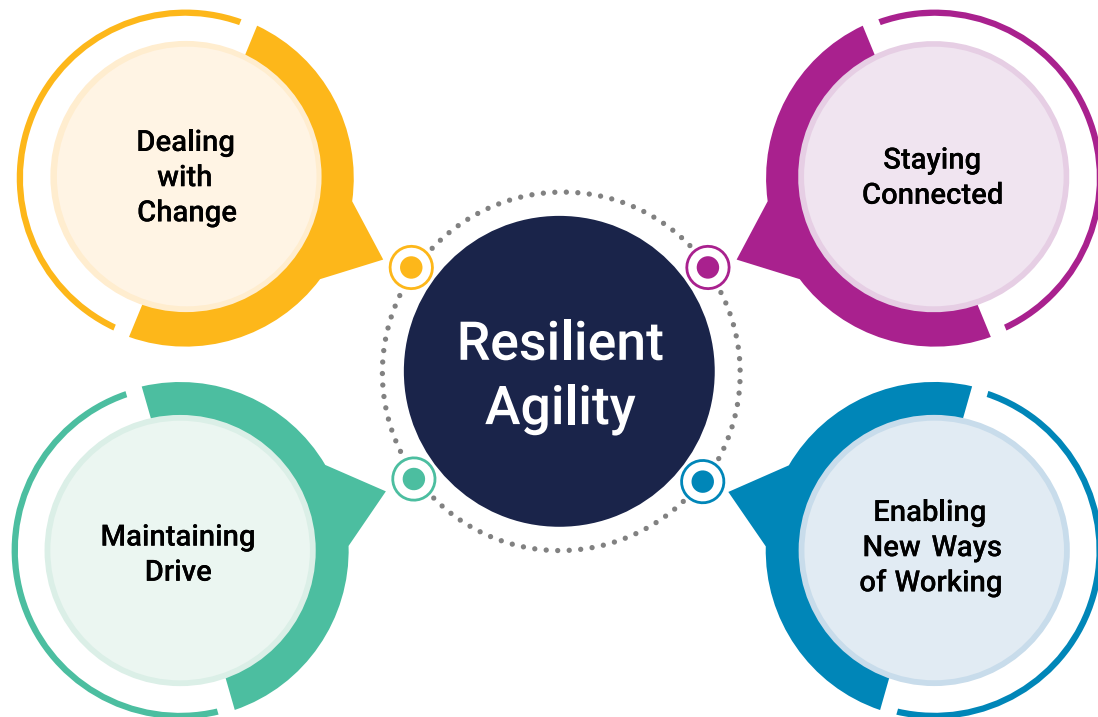 Dealing
with
Change
Staying
Connected
Resilient
Agility
Maintaining
Drive
Enabling
New Ways
of Working